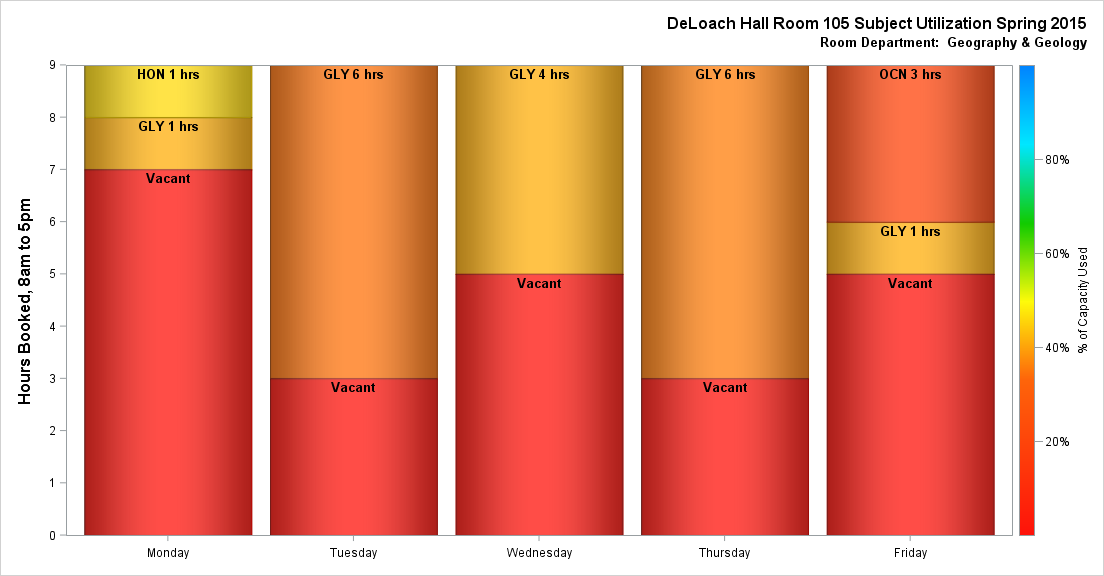 DeLoach Hall Room 105 Subject Utilization Spring 2015
Room Department: Geography & Geology
Hours Booked, 8am to 5pm
9
8
7
6
5
4
3
2
1
0
HON 1 hrs
GLY 1 hrs
Vacant
GLY 6 hrs
Vacant
GLY 4 hrs
Vacant
GLY 6 hrs
Vacant
OCN 3 hrs
GLY 1 hrs
Vacant
Monday
Tuesday
Wednesday
Thursday
Friday
80%
60%
40%
20%
% of Capacity Used